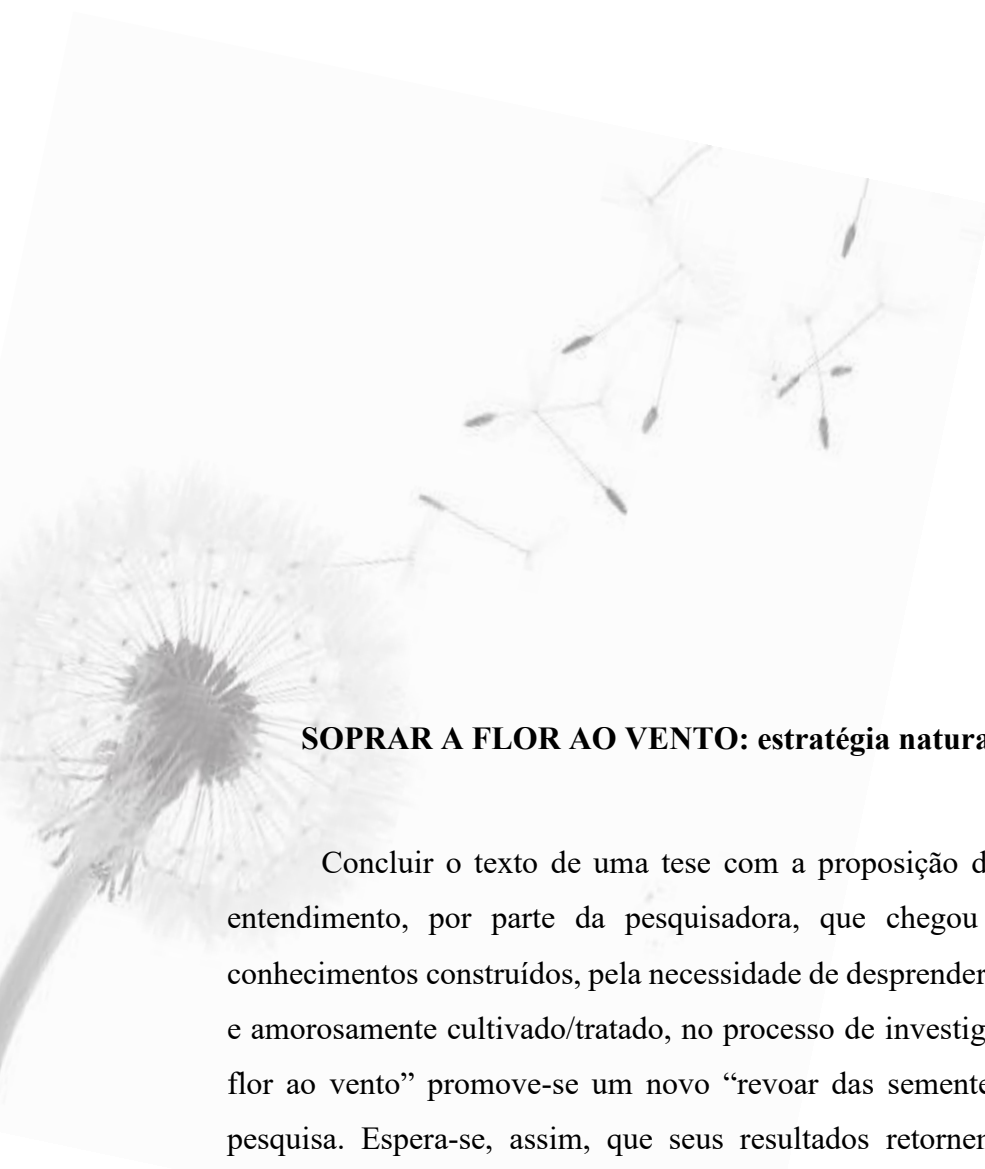 SOPRAR A FLOR AO VENTO: estratégia natura
Concluir o texto de uma tese com a proposição d
entendimento, por parte da pesquisadora, que chegou
conhecimentos construídos, pela necessidade de desprender
e amorosamente cultivado/tratado, no processo de investig
flor ao vento” promove-se um novo “revoar das semente
pesquisa. Espera-se, assim, que seus resultados retorner